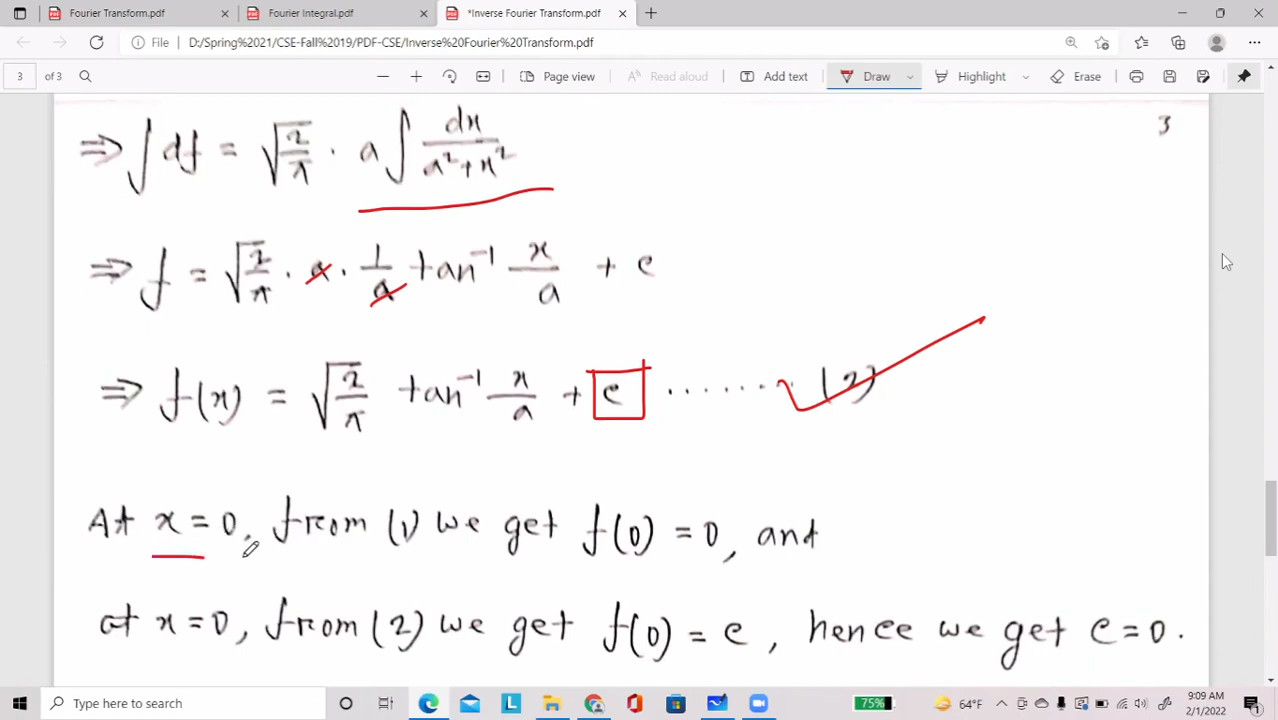 Fourier Transform.pdf
Fourier Integral.pdf
*Inverse Fourier Transform.pdf
File D:/Spring%2021/CSE-Fall%2019/PDF-CSE/Inverse%20Fourier%20Transform.pdf
3 of 3 Page view Read aloud Add text Draw Highlight Erase
3
⇒ ∫df = √(2/π) · a ∫ dx/(a²+x²)
⇒ f = √(2/π) · a · 1/a tan⁻¹ x/a + c
⇒ f(x) = √(2/π) tan⁻¹ x/a + c ........ (2)
At x=0, from (1) we get f(0) = 0, and
at x=0, from (2) we get f(0) = c, hence we get c=0.
Type here to search
75%
64°F
9:09 AM
2/1/2022